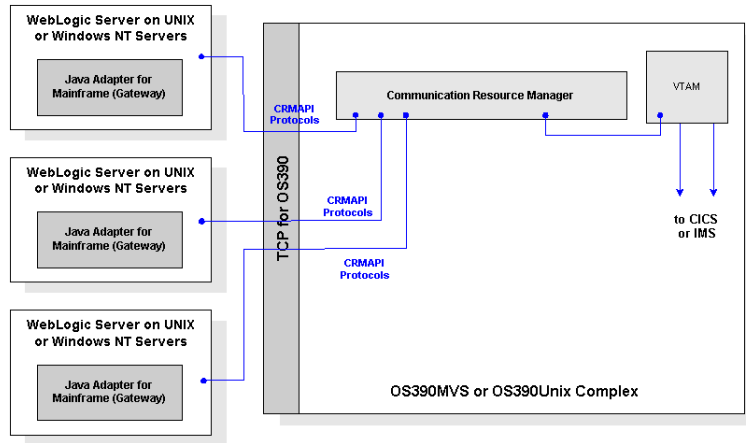 WebLogic Server on UNIX
or Windows NT Servers
Java Adapter for
Mainframe (Gateway)
WebLogic Server on UNIX
or Windows NT Servers
Java Adapter for
Mainframe (Gateway)
WebLogic Server on UNIX
or Windows NT Servers
Java Adapter for
Mainframe (Gateway)
CRMAPI
Protocols
CRMAPI
Protocols
CRMAPI
Protocols
TCP for OS390
Communication Resource Manager
VTAM
to CICS
or IMS
OS390MVS or OS390Unix Complex